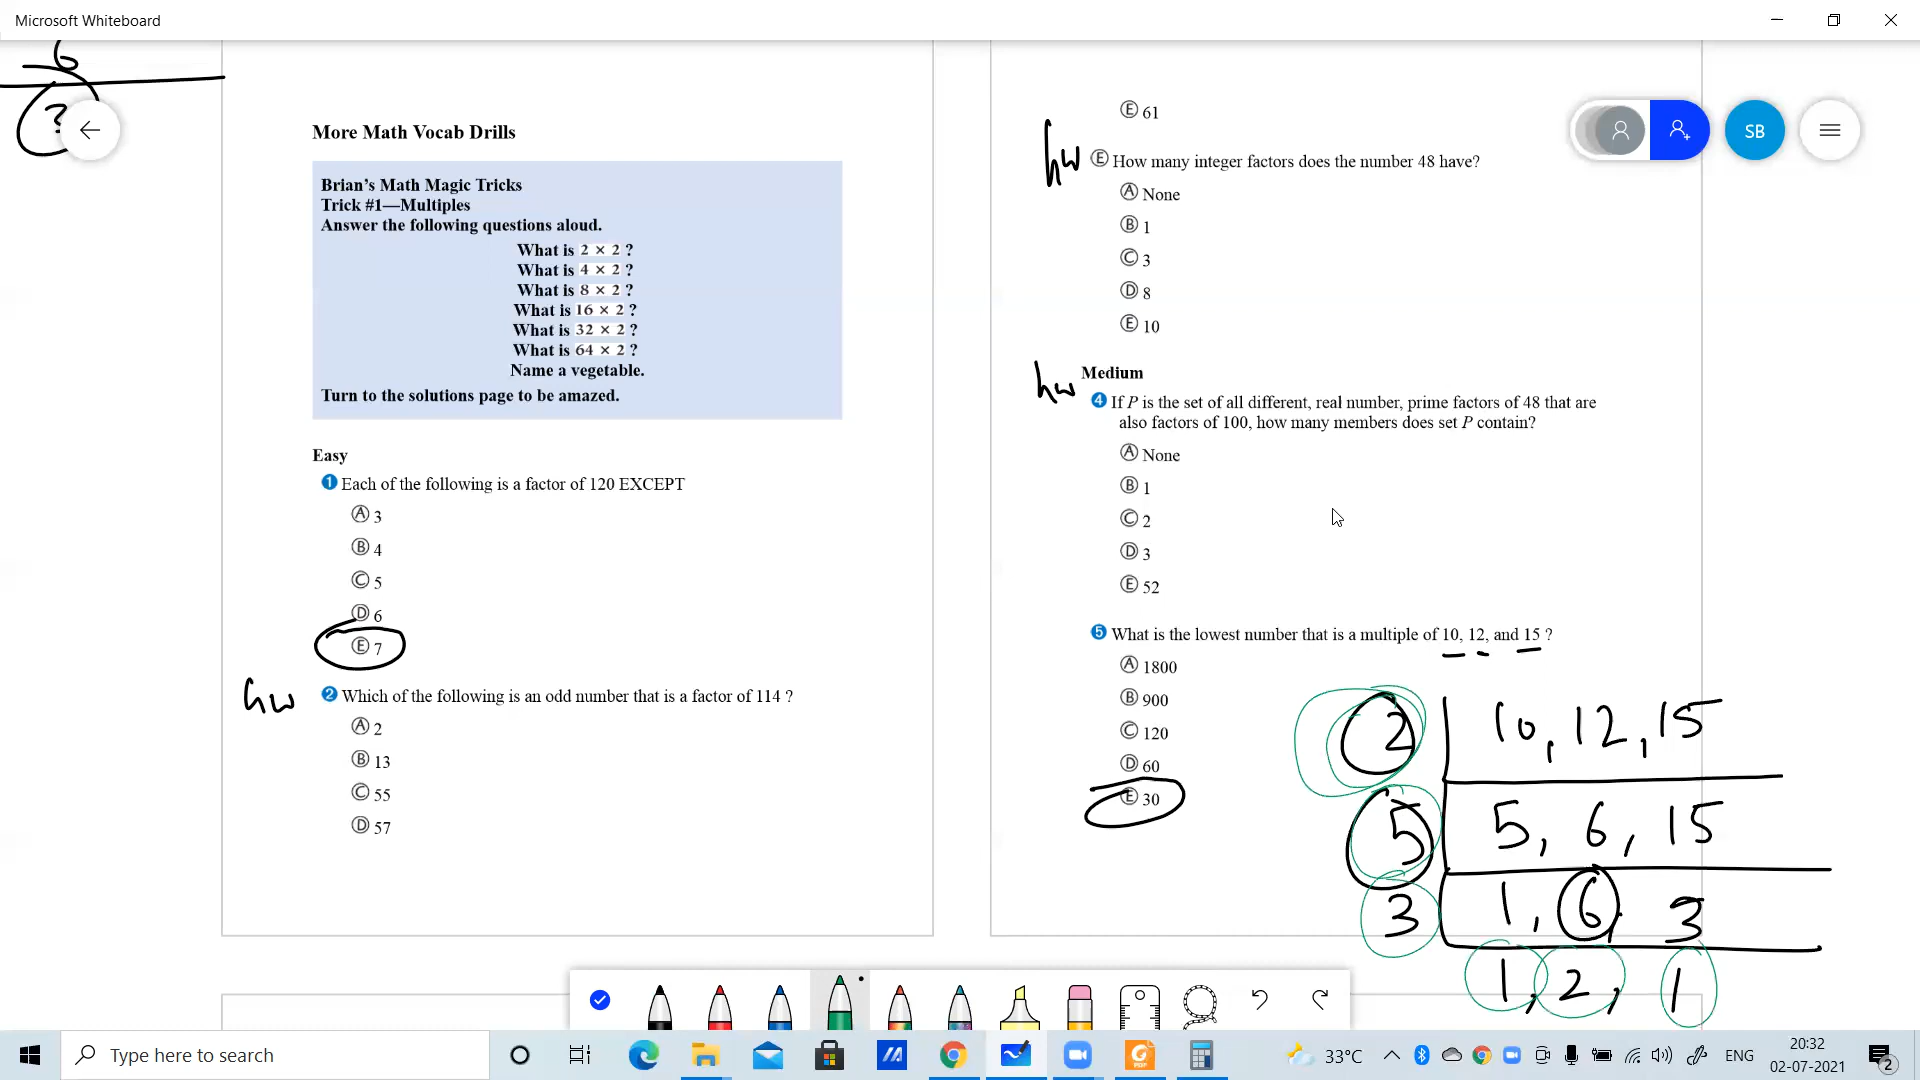 Microsoft Whiteboard
6
?
More Math Vocab Drills
Brian's Math Magic Tricks
Trick #1—Multiples
Answer the following questions aloud.
What is 2 × 2 ?
What is 4 × 2 ?
What is 8 × 2 ?
What is 16 × 2 ?
What is 32 × 2 ?
What is 64 × 2 ?
Name a vegetable.
Turn to the solutions page to be amazed.
Easy
1 Each of the following is a factor of 120 EXCEPT
A 3
B 4
C 5
D 6
E 7
hw
2 Which of the following is an odd number that is a factor of 114 ?
A 2
B 13
C 55
D 57
E 61
hw
E How many integer factors does the number 48 have?
A None
B 1
C 3
D 8
E 10
hw
Medium
4 If P is the set of all different, real number, prime factors of 48 that are
also factors of 100, how many members does set P contain?
A None
B 1
C 2
D 3
E 52
5 What is the lowest number that is a multiple of 10, 12, and 15 ?
A 1800
B 900
C 120
D 60
E 30
2 10, 12, 15
5 5, 6, 15
3 1, 6, 3
1, 2, 1
SB
Type here to search
33°C
ENG
20:32
02-07-2021
2